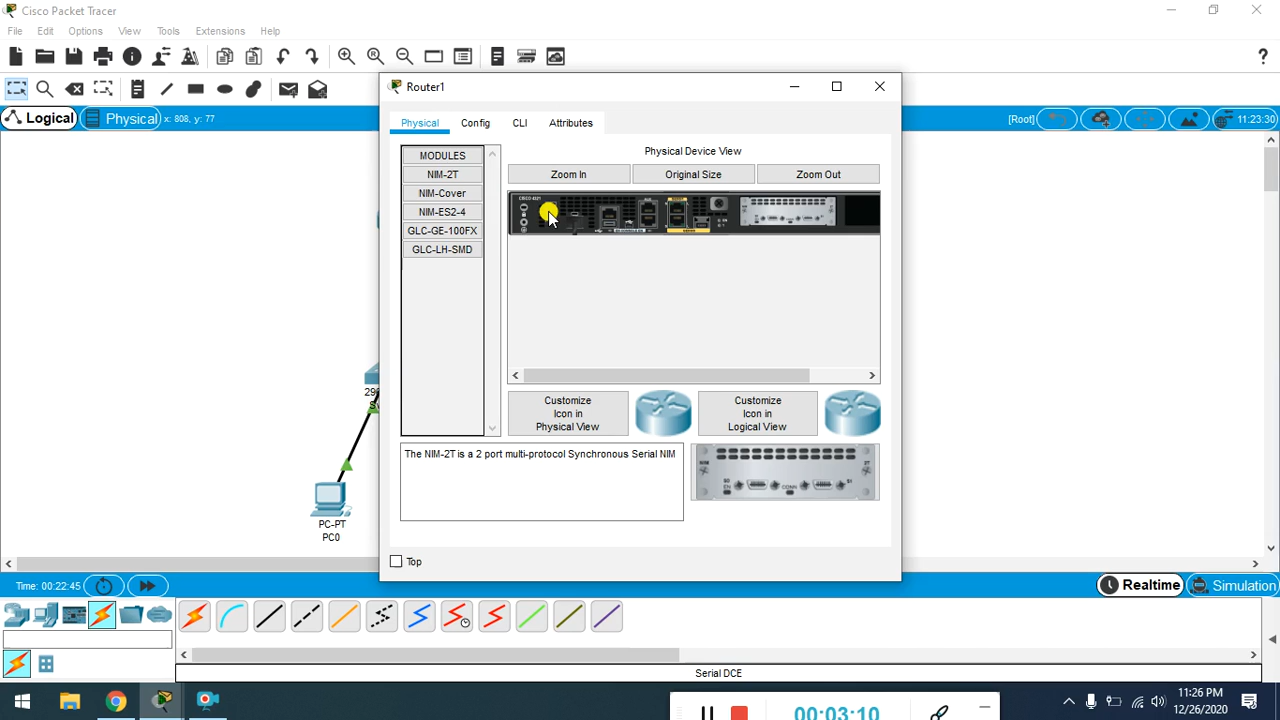 Cisco Packet Tracer
File Edit Options View Tools Extensions Help
?
Logical Physical x: 808, y: 77
[Root] 11:23:30
Router1
Physical Config CLI Attributes
MODULES
NIM-2T
NIM-Cover
NIM-ES2-4
GLC-GE-100FX
GLC-LH-SMD
Physical Device View
Zoom In Original Size Zoom Out
Customize
Icon in
Physical View
Customize
Icon in
Logical View
The NIM-2T is a 2 port multi-protocol Synchronous Serial NIM
Top
PC-PT
PC0
Time: 00:22:45
Realtime Simulation
Serial DCE
00:03:10
11:26 PM
12/26/2020